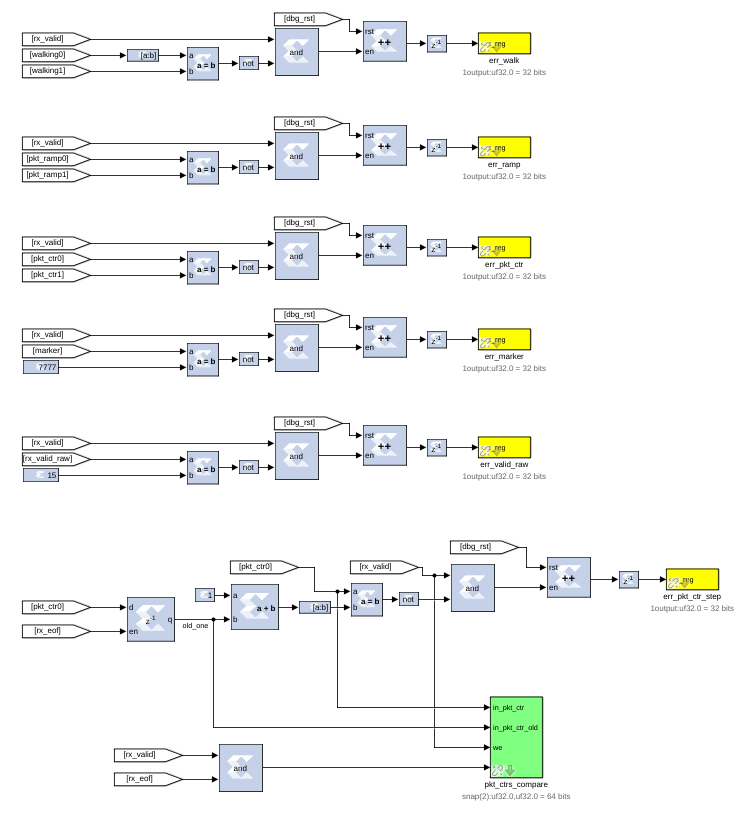 [dbg_rst]
[rx_valid]
[walking0]
[walking1]
[a:b]
a
b
a = b
not
and
rst
en
++
z-1
_reg
err_walk
1output:uf32.0 = 32 bits
[dbg_rst]
[rx_valid]
[pkt_ramp0]
[pkt_ramp1]
a
b
a = b
not
and
rst
en
++
z-1
_reg
err_ramp
1output:uf32.0 = 32 bits
[dbg_rst]
[rx_valid]
[pkt_ctr0]
[pkt_ctr1]
a
b
a = b
not
and
rst
en
++
z-1
_reg
err_pkt_ctr
1output:uf32.0 = 32 bits
[dbg_rst]
[rx_valid]
[marker]
7777
a
b
a = b
not
and
rst
en
++
z-1
_reg
err_marker
1output:uf32.0 = 32 bits
[dbg_rst]
[rx_valid]
[rx_valid_raw]
15
a
b
a = b
not
and
rst
en
++
z-1
_reg
err_valid_raw
1output:uf32.0 = 32 bits
[dbg_rst]
[pkt_ctr0]
[rx_valid]
[pkt_ctr0]
[rx_eof]
d
en
z-1
q
old_one
1
a
b
a + b
[a:b]
a
b
a = b
not
and
rst
en
++
z-1
_reg
err_pkt_ctr_step
1output:uf32.0 = 32 bits
[rx_valid]
[rx_eof]
and
in_pkt_ctr
in_pkt_ctr_old
we
pkt_ctrs_compare
snap(2):uf32.0,uf32.0 = 64 bits